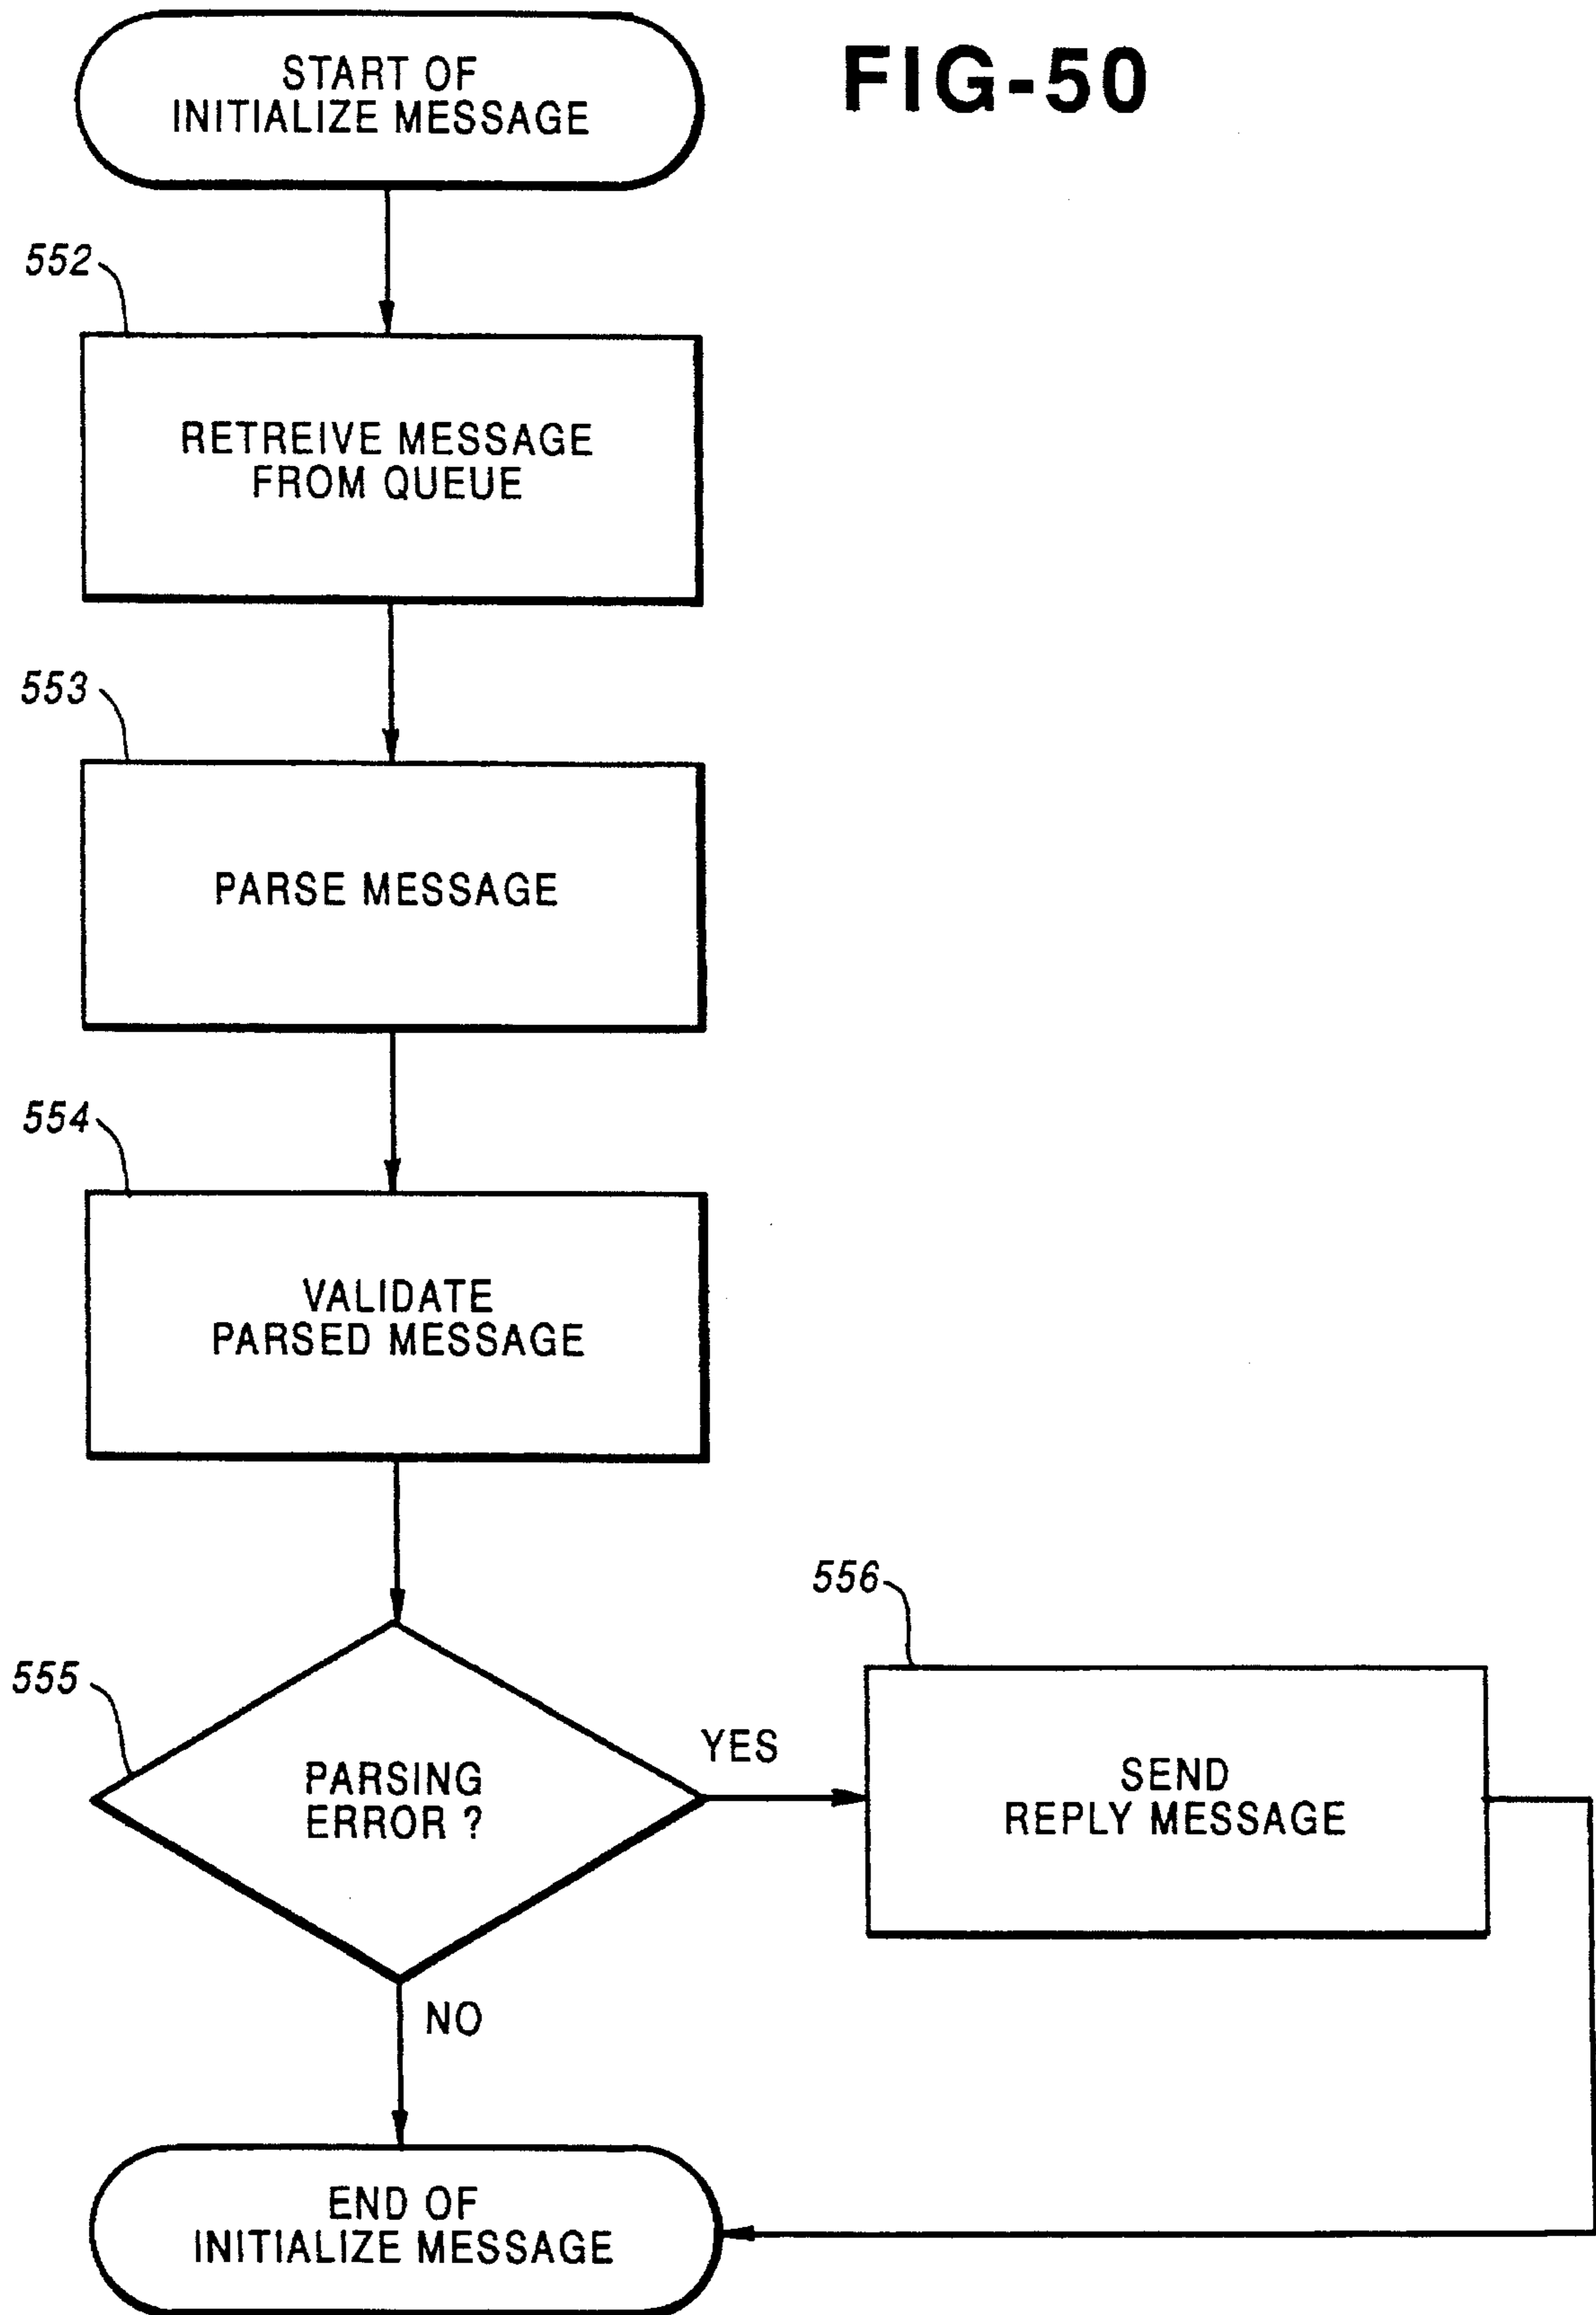 FIG-50
START OF
INITIALIZE MESSAGE
552
RETREIVE MESSAGE
FROM QUEUE
553
PARSE MESSAGE
554
VALIDATE
PARSED MESSAGE
555
PARSING
ERROR ?
YES
556
SEND
REPLY MESSAGE
NO
END OF
INITIALIZE MESSAGE